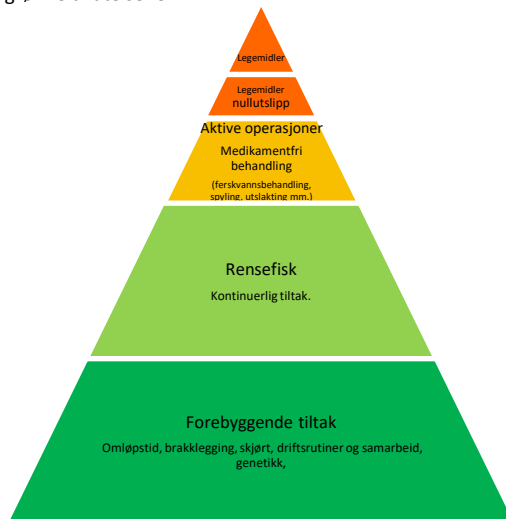 Legemidler
Legemidler
nullutslipp
Aktive operasjoner
Medikamentfri
behandling
(ferskvannsbehandling,
spyling, utslakting mm.)
Rensefisk
Kontinuerlig tiltak.
Forebyggende tiltak
Omløpstid, brakklegging, skjørt, driftsrutiner og samarbeid,
genetikk,